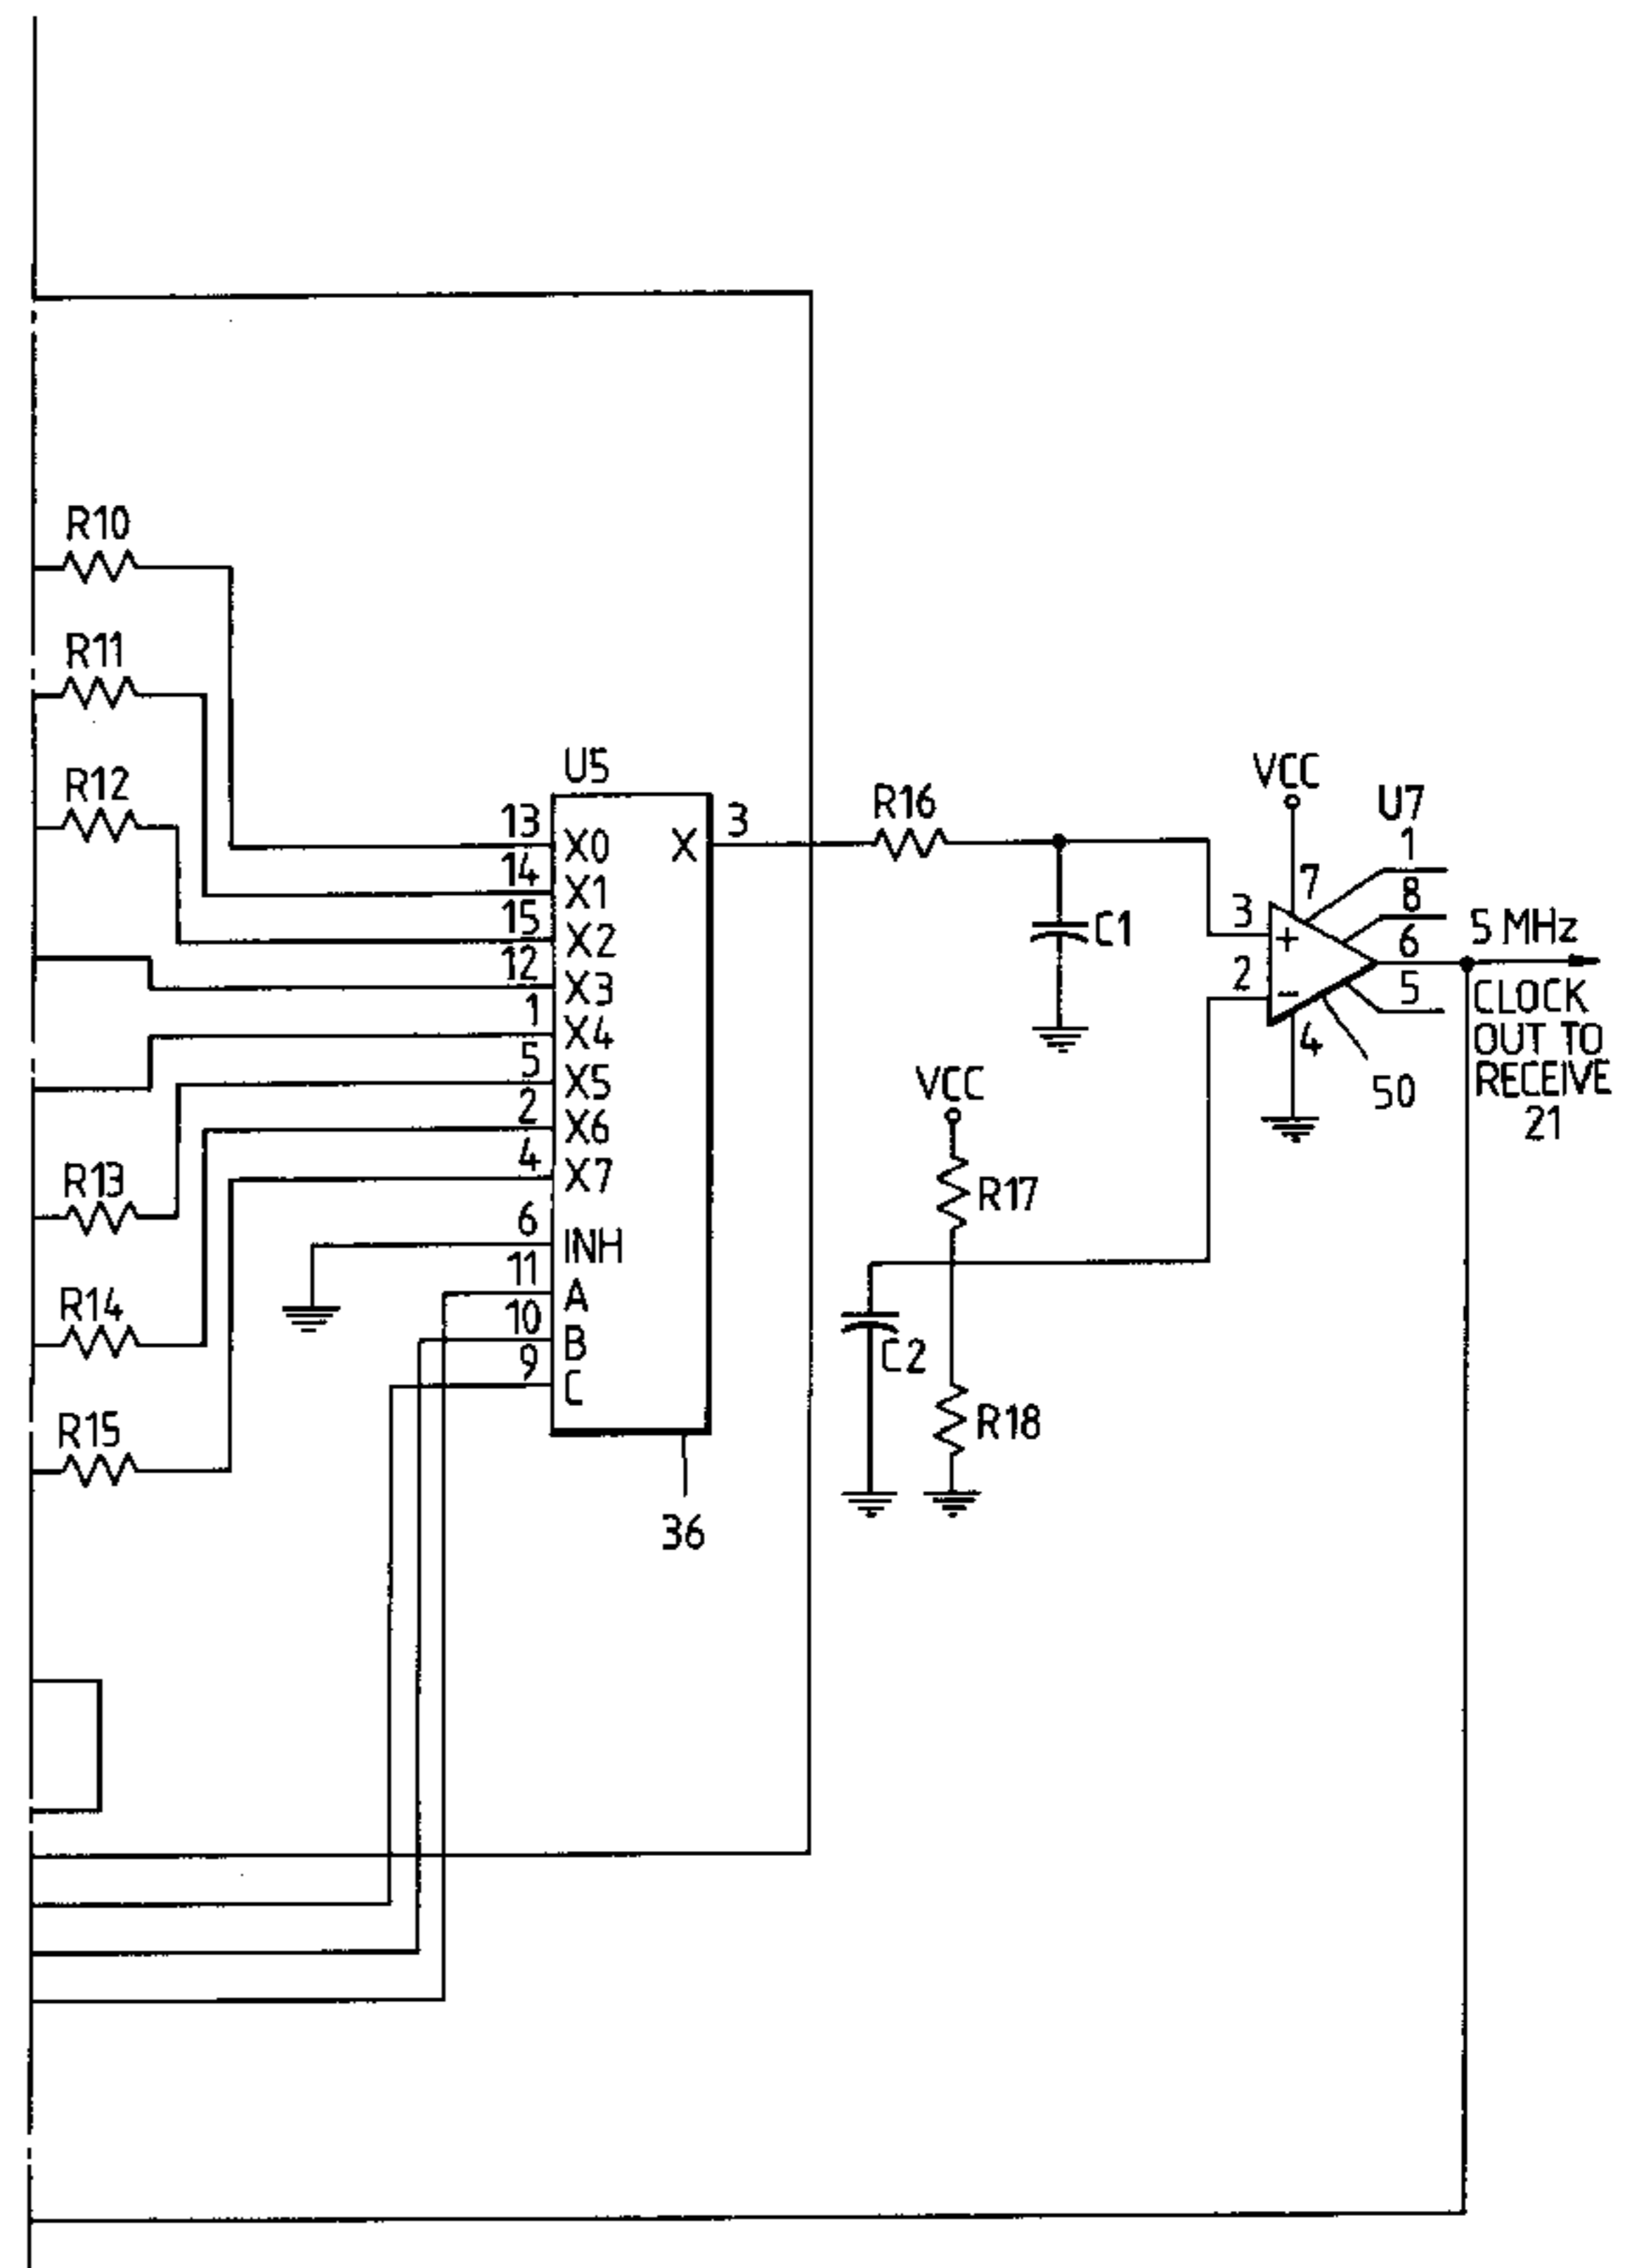 R10
R11
R12
U5
13
X0
X
3
14
X1
15
X2
12
X3
1
X4
5
X5
2
X6
4
X7
6
INH
11
A
10
B
9
C
36
R13
R14
R15
R16
C1
VCC
U7
1
7
8
3
+
6
2
-
5
4
50
5 MHz
CLOCK
OUT TO
RECEIVE
21
VCC
R17
C2
R18